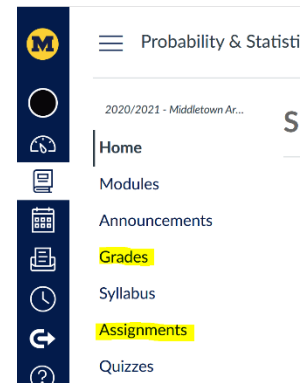 M
Probability & Statisti
2020/2021 - Middletown Ar...
S
Home
Modules
Announcements
Grades
Syllabus
Assignments
Quizzes